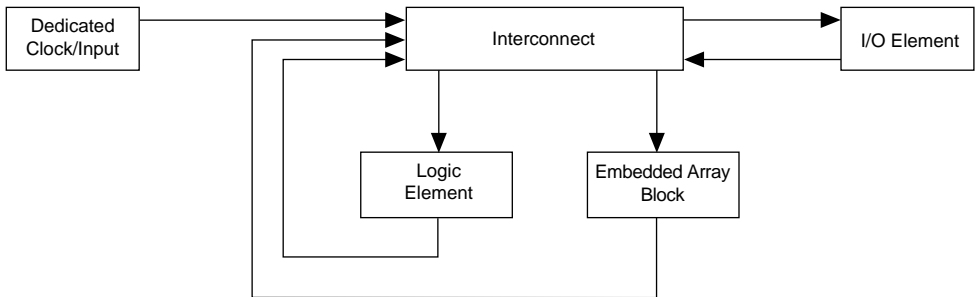 Dedicated
Clock/Input
Interconnect
I/O Element
Logic
Element
Embedded Array
Block